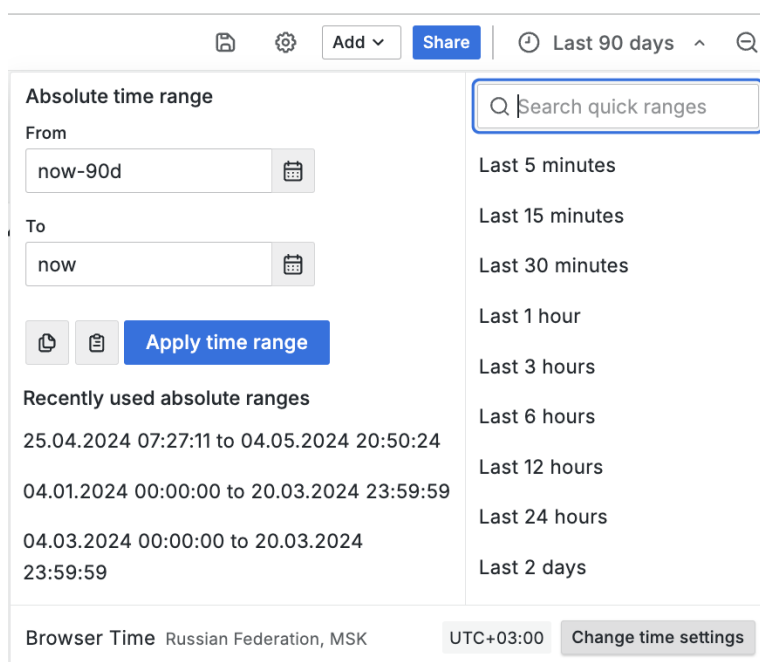 Add
Share
Last 90 days
Absolute time range
From
now-90d
To
now
Apply time range
Recently used absolute ranges
25.04.2024 07:27:11 to 04.05.2024 20:50:24
04.01.2024 00:00:00 to 20.03.2024 23:59:59
04.03.2024 00:00:00 to 20.03.2024
23:59:59
Search quick ranges
Last 5 minutes
Last 15 minutes
Last 30 minutes
Last 1 hour
Last 3 hours
Last 6 hours
Last 12 hours
Last 24 hours
Last 2 days
Browser Time Russian Federation, MSK
UTC+03:00
Change time settings